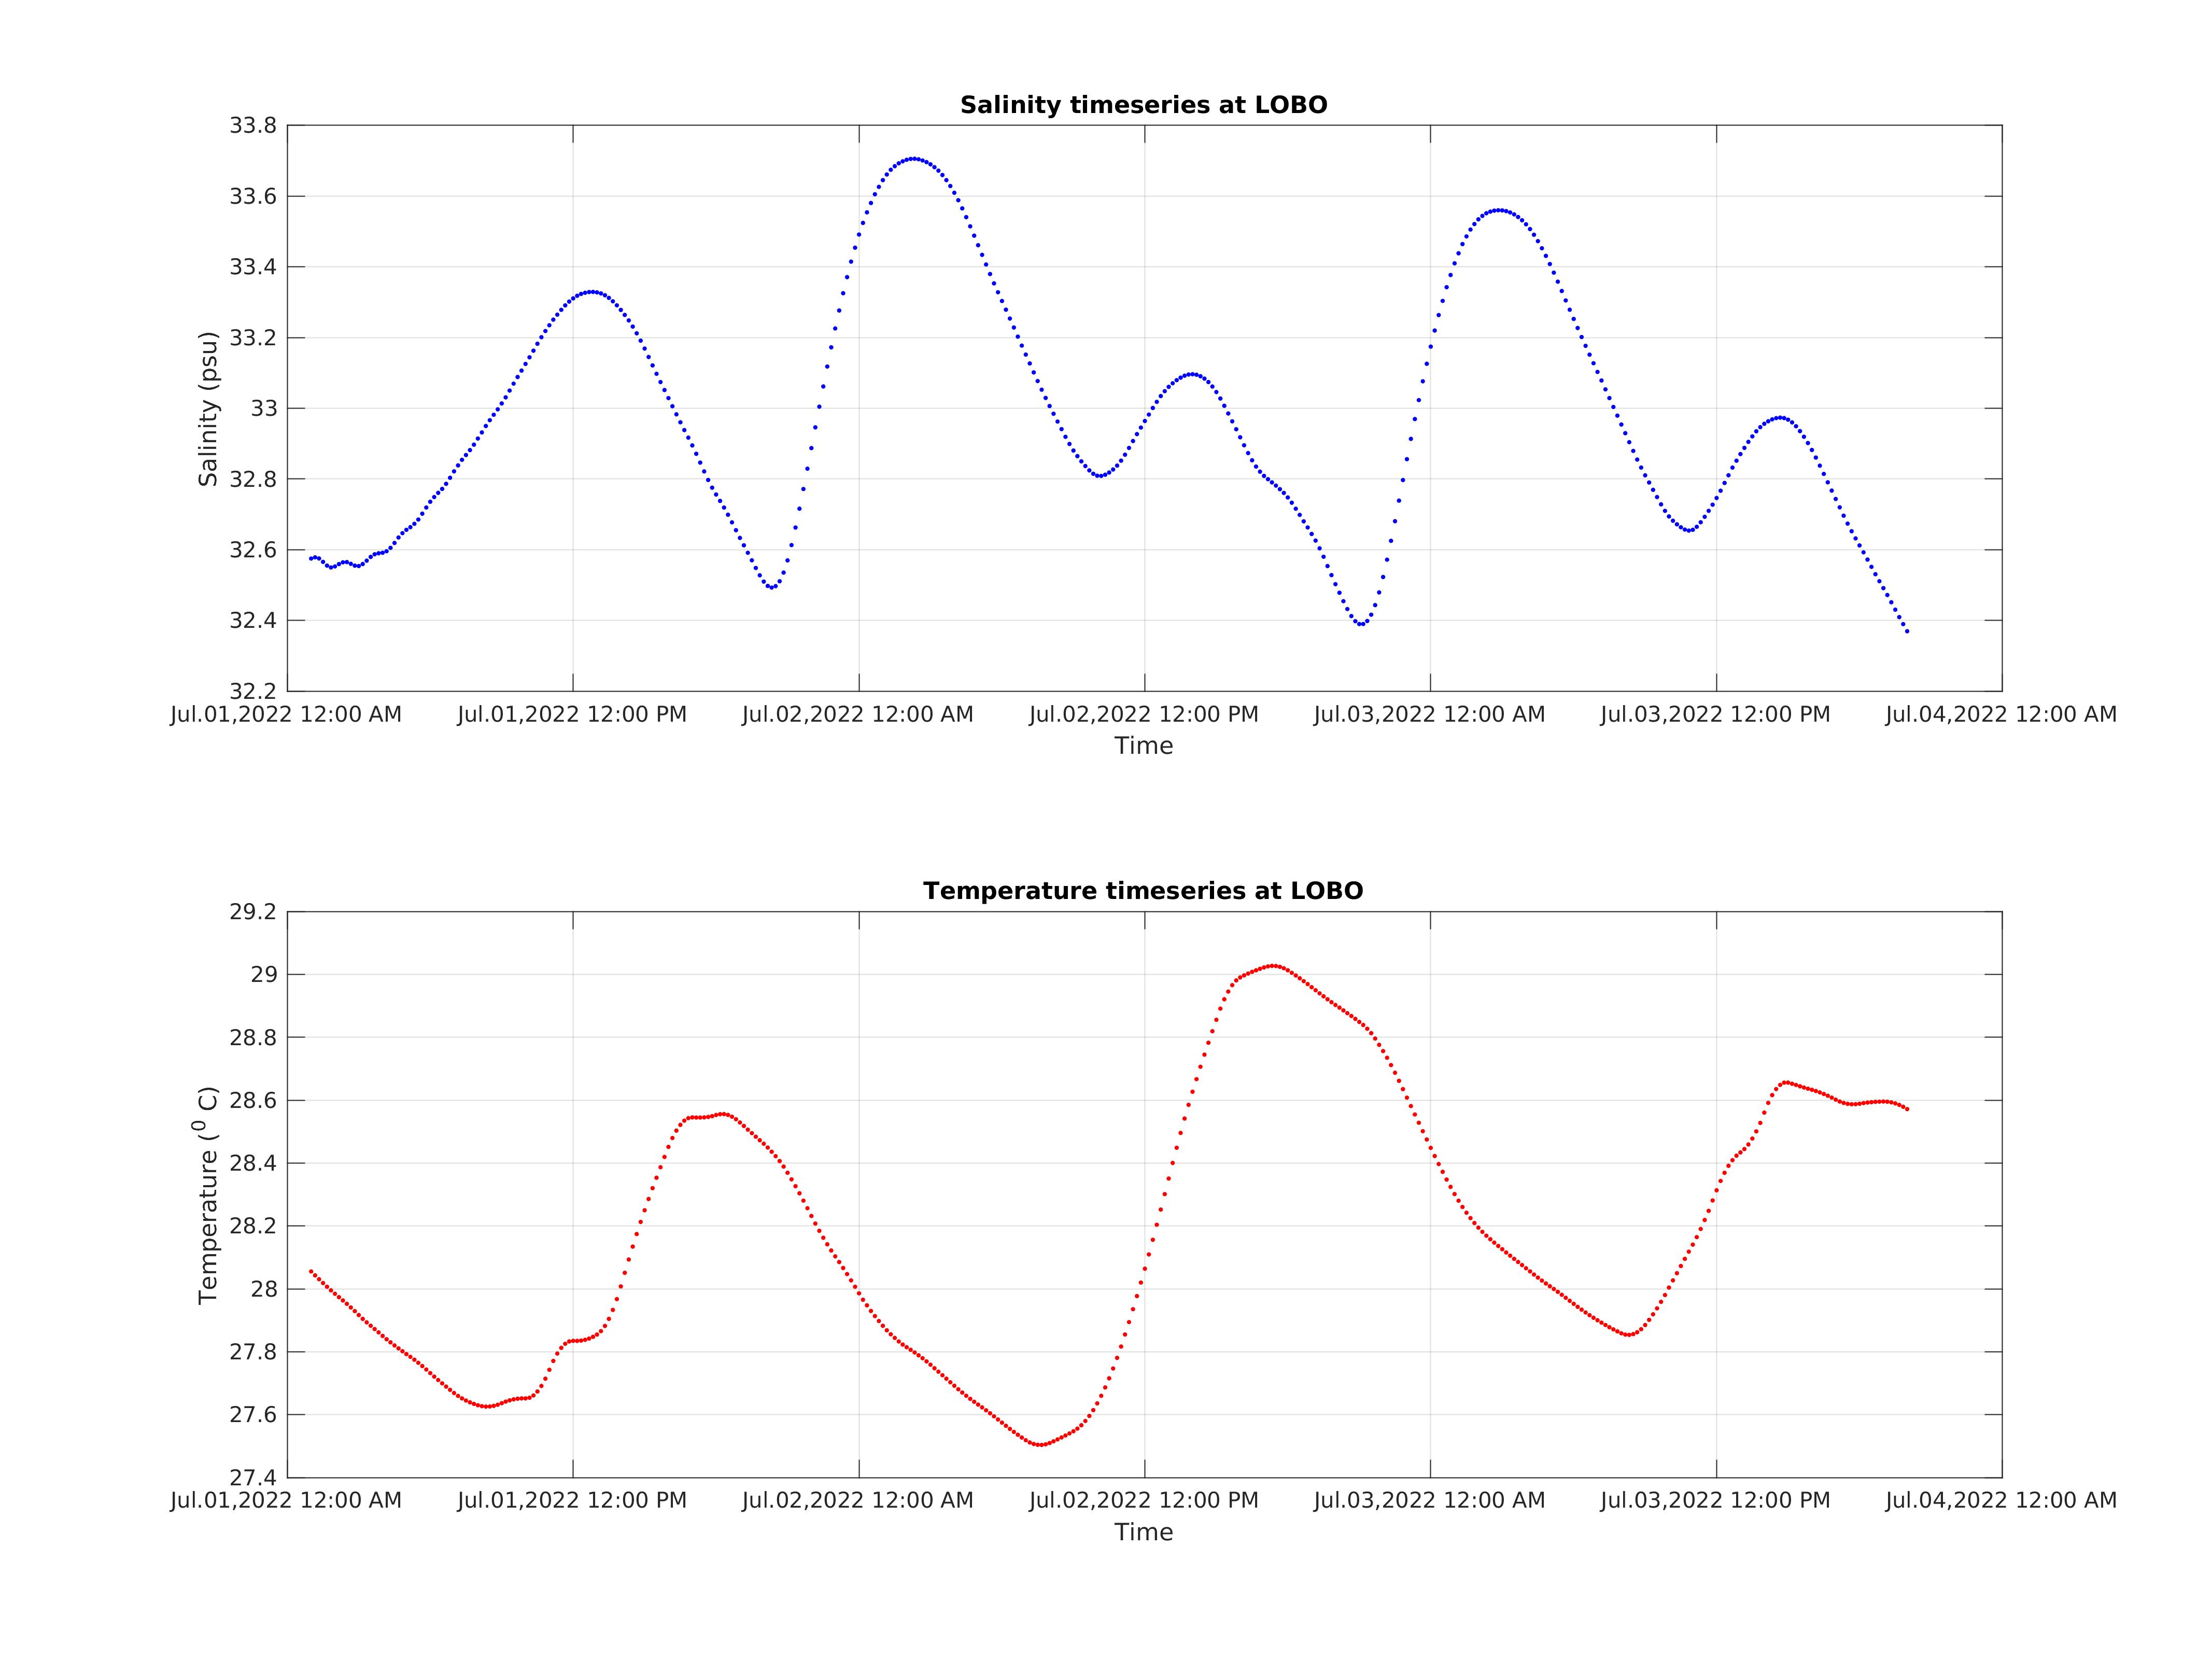 Salinity timeseries at LOBO
33.8
33.6
33.4
33.2
33
32.8
32.6
32.4
32.2
Salinity (psu)
Jul.01,2022 12:00 AM Jul.01,2022 12:00 PM Jul.02,2022 12:00 AM Jul.02,2022 12:00 PM Jul.03,2022 12:00 AM Jul.03,2022 12:00 PM Jul.04,2022 12:00 AM
Time
Temperature timeseries at LOBO
29.2
29
28.8
28.6
28.4
28.2
28
27.8
27.6
27.4
Temperature (⁰ C)
Jul.01,2022 12:00 AM Jul.01,2022 12:00 PM Jul.02,2022 12:00 AM Jul.02,2022 12:00 PM Jul.03,2022 12:00 AM Jul.03,2022 12:00 PM Jul.04,2022 12:00 AM
Time